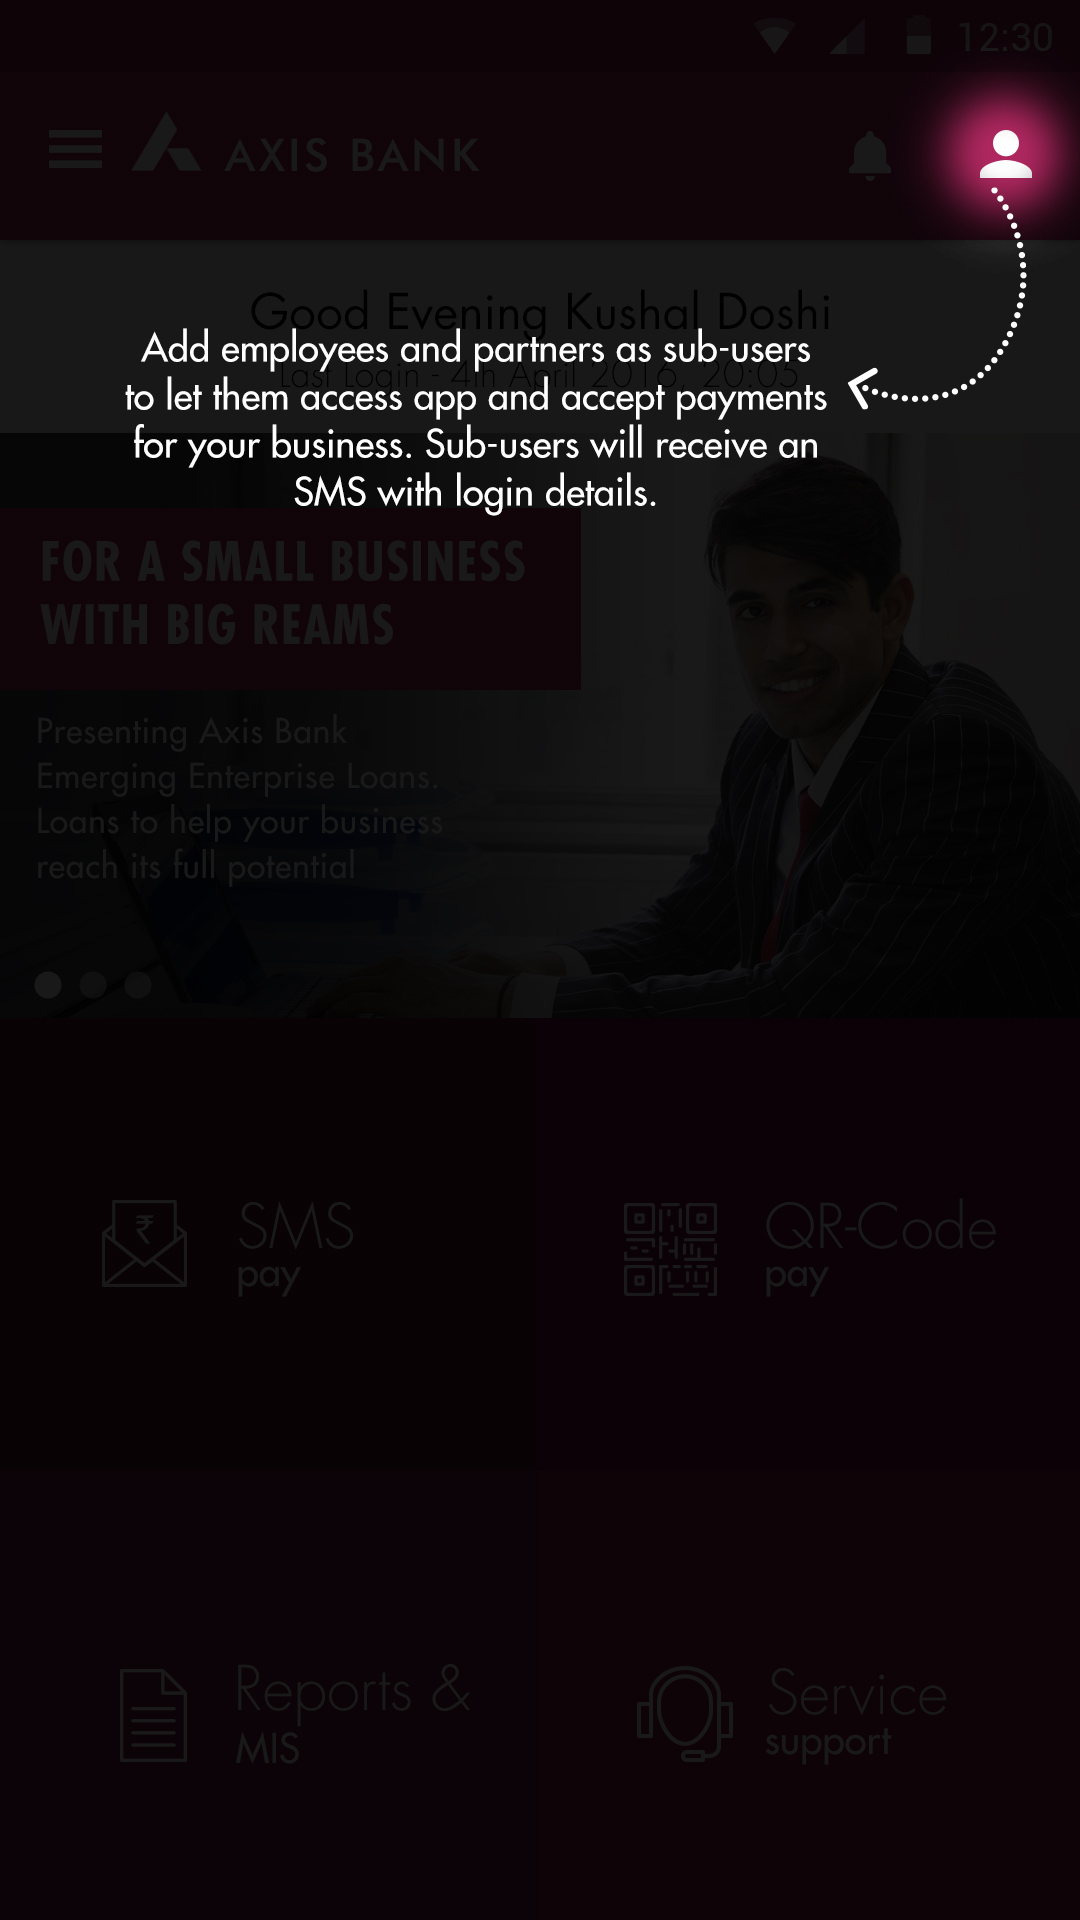 12:30
AXIS BANK
Good Evening Kushal Doshi
Last Login - 4th April 2016, 20:05
Add employees and partners as sub-users
to let them access app and accept payments
for your business. Sub-users will receive an
SMS with login details.
FOR A SMALL BUSINESS
WITH BIG REAMS
Presenting Axis Bank
Emerging Enterprise Loans.
Loans to help your business
reach its full potential
₹
SMS
pay
QR-Code
pay
Reports &
MIS
Service
support